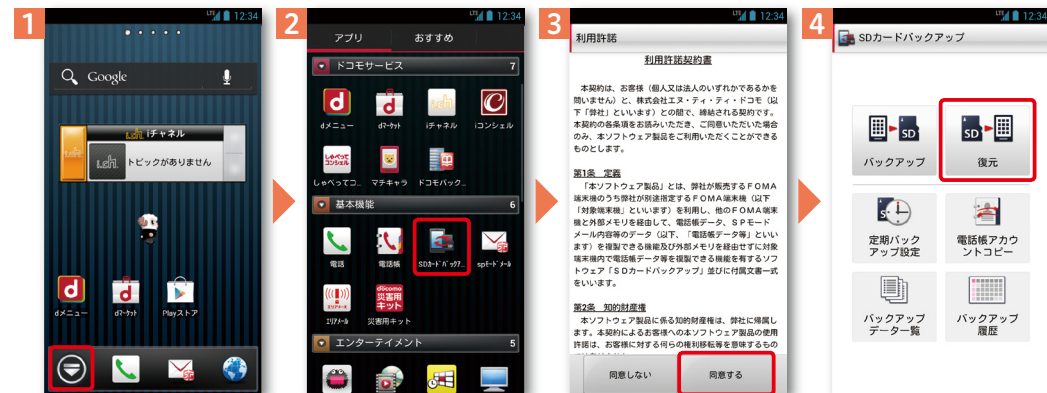 1
LTE 12:34
Google
i.ch iチャネル
i.ch
i.ch トピックがありません
dメニュー
dマーケット
Playストア
2
LTE 12:34
アプリ おすすめ
ドコモサービス 7
dメニュー dマーケット iチャネル iコンシェル
しゃべってコンシェル
しゃべってコ... マチキャラ ドコモバック...
基本機能 6
電話 電話帳 SDカードバックア... spモードメール
エリアメール
docomo
災害用
キット
エリアメール 災害用キット
エンターテイメント 5
3
LTE 12:34
利用許諾
利用許諾契約書
本契約は、お客様（個人又は法人のいずれかであるかを
問いません）と、株式会社エヌ・ティ・ティ・ドコモ（以
下「弊社」といいます）との間で、締結される契約です。
本契約の各条項をお読みいただき、ご同意いただいた場合
のみ、本ソフトウェア製品をご利用いただくことができる
ものとします。
第1条 定義
「本ソフトウェア製品」とは、弊社が販売するＦＯＭＡ
端末機のうち弊社が別途指定するＦＯＭＡ端末機（以下
「対象端末機」といいます）を利用し、他のＦＯＭＡ端末
機と外部メモリを経由して、電話帳データ、ＳＰモード
メール内容等のデータ（以下、「電話帳データ等」といい
ます）を複製できる機能及び外部メモリを経由せずに対象
端末機内で電話帳データ等を複製できる機能を有するソフ
トウェア「ＳＤカードバックアップ」並びに付属文書一式
をいいます。
第2条 知的財産権
本ソフトウェア製品に係る知的財産権は、弊社に帰属し
ます。本契約によるお客様への本ソフトウェア製品の使用
許諾は、お客様に対する何らの権利移転等を意味するもの
同意しない 同意する
4
LTE 12:34
SDカードバックアップ
SD
バックアップ
SD
復元
S
定期バック
アップ設定
電話帳アカウ
ントコピー
バックアップ
データ一覧
バックアップ
履歴